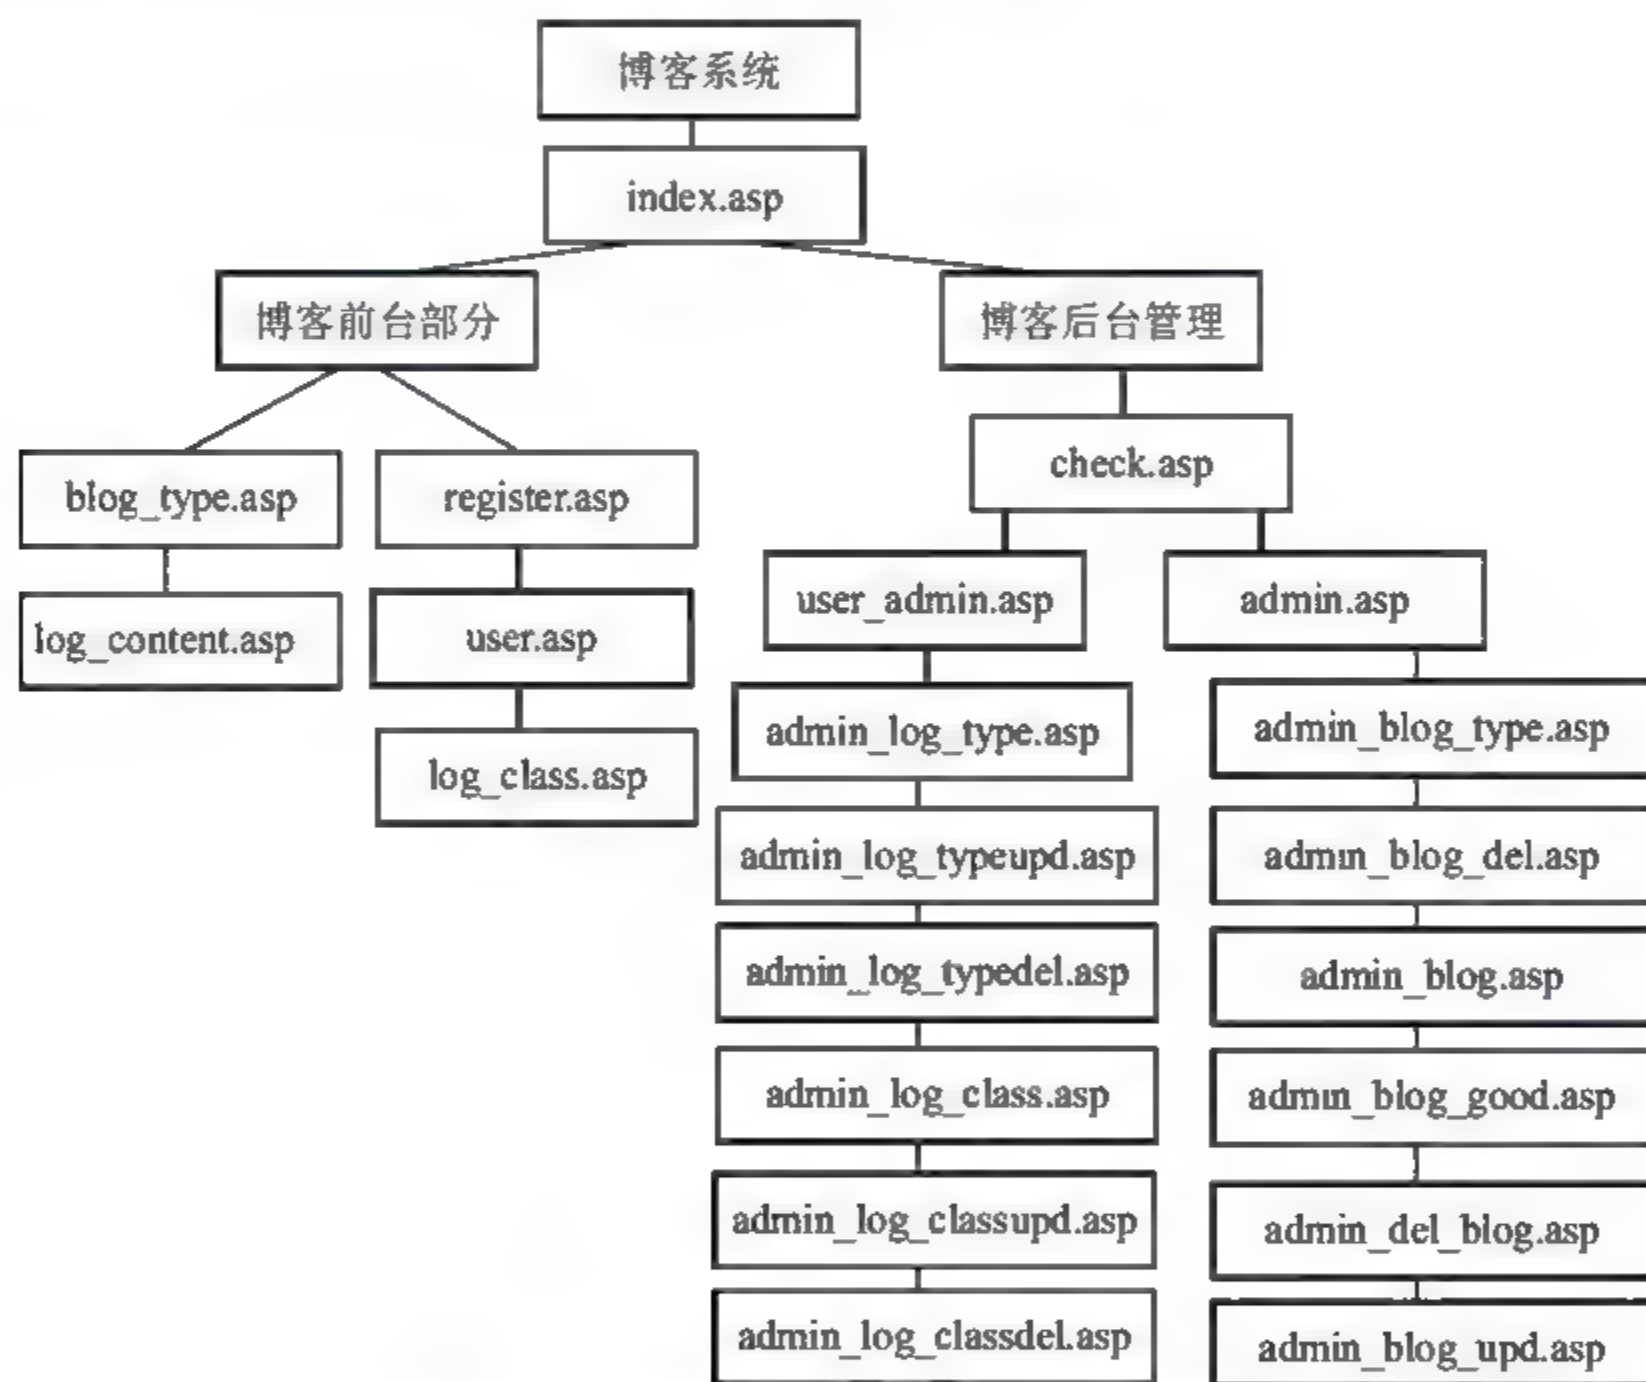 博客系统
index.asp
博客前台部分
博客后台管理
blog_type.asp
register.asp
check.asp
log_content.asp
user.asp
user_admin.asp
admin.asp
log_class.asp
admin_log_type.asp
admin_blog_type.asp
admin_log_typeupd.asp
admin_blog_del.asp
admin_log_typedel.asp
admin_blog.asp
admin_log_class.asp
admin_blog_good.asp
admin_log_classupd.asp
admin_del_blog.asp
admin_log_classdel.asp
admin_blog_upd.asp